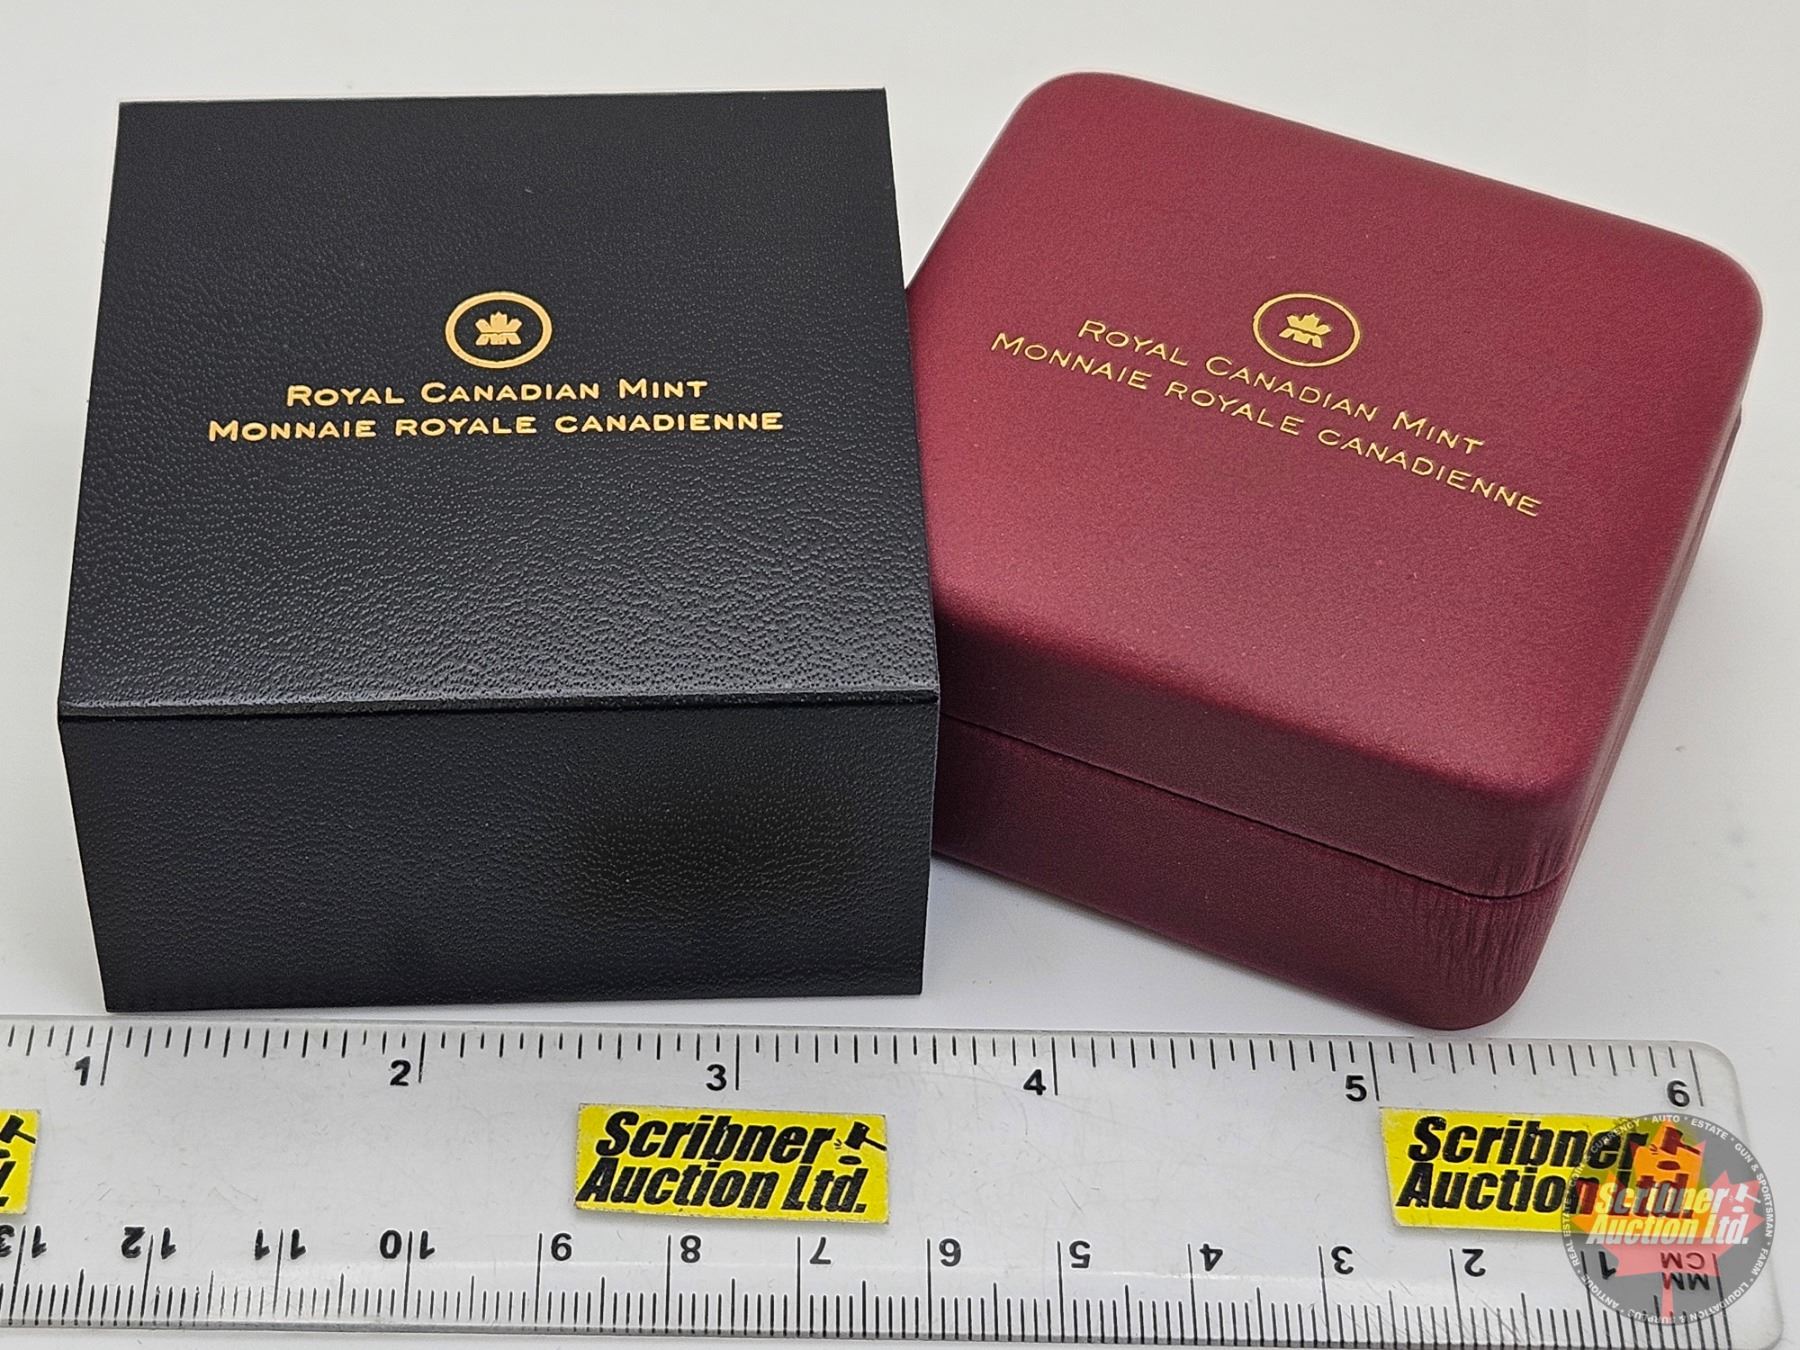 ROYAL CANADIAN MINT
MONNAIE ROYALE CANADIENNE
ROYAL CANADIAN MINT
MONNAIE ROYALE CANADIENNE
1 2 3 4 5 6
Scribner
Auction Ltd.
Scribner
Auction Ltd.
Scribner
Auction Ltd.
13 12 11 10 9 8 7 6 5 4 3 2 1
MM
CM